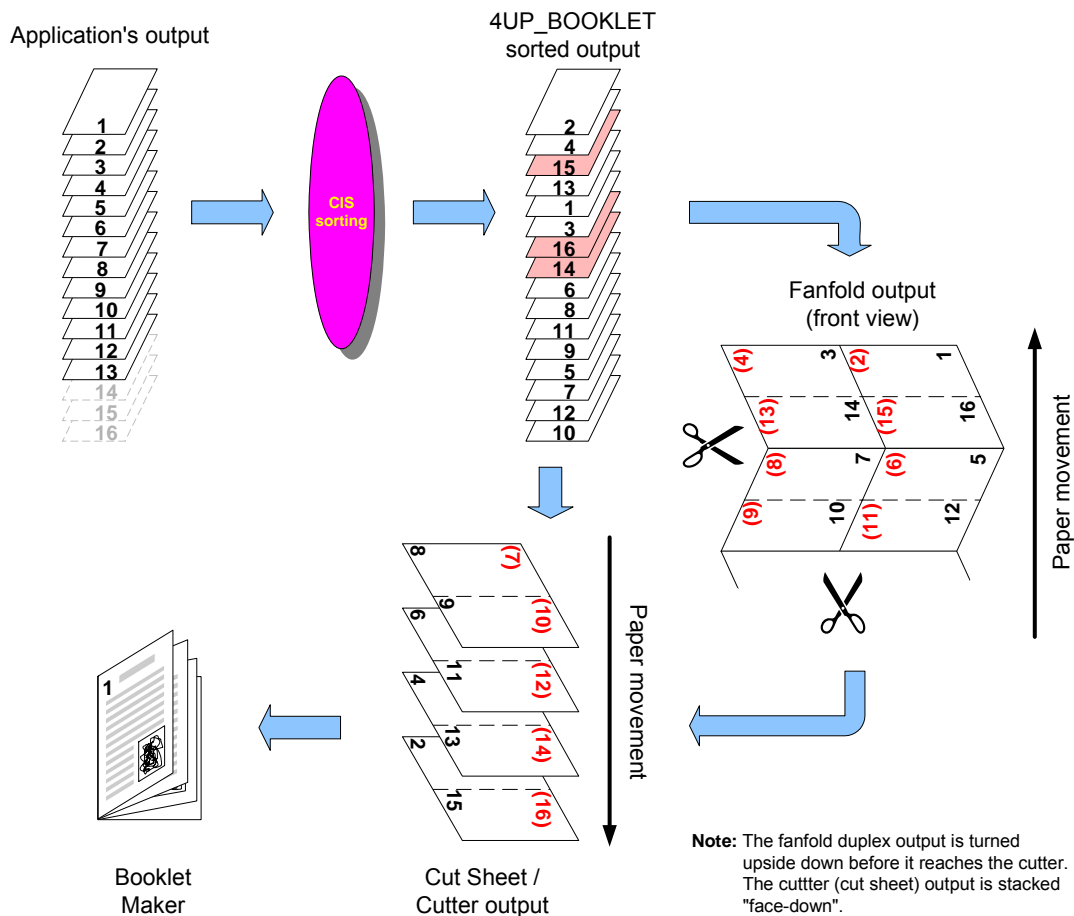 Application's output
1
2
3
4
5
6
7
8
9
10
11
12
13
14
15
16
CIS
sorting
4UP_BOOKLET
sorted output
2
4
15
13
1
3
16
14
6
8
11
9
5
7
12
10
Fanfold output
(front view)
(4) 3 (2) 1
(13) 14 (15) 16
(8) 7 (6) 5
(9) 10 (11) 12
Paper movement
8 (7)
9 (10)
6
11 (12)
4
13 (14)
2
15 (16)
Paper movement
1
Booklet
Maker
Cut Sheet /
Cutter output
Note: The fanfold duplex output is turned
upside down before it reaches the cutter.
The cuttter (cut sheet) output is stacked
"face-down".